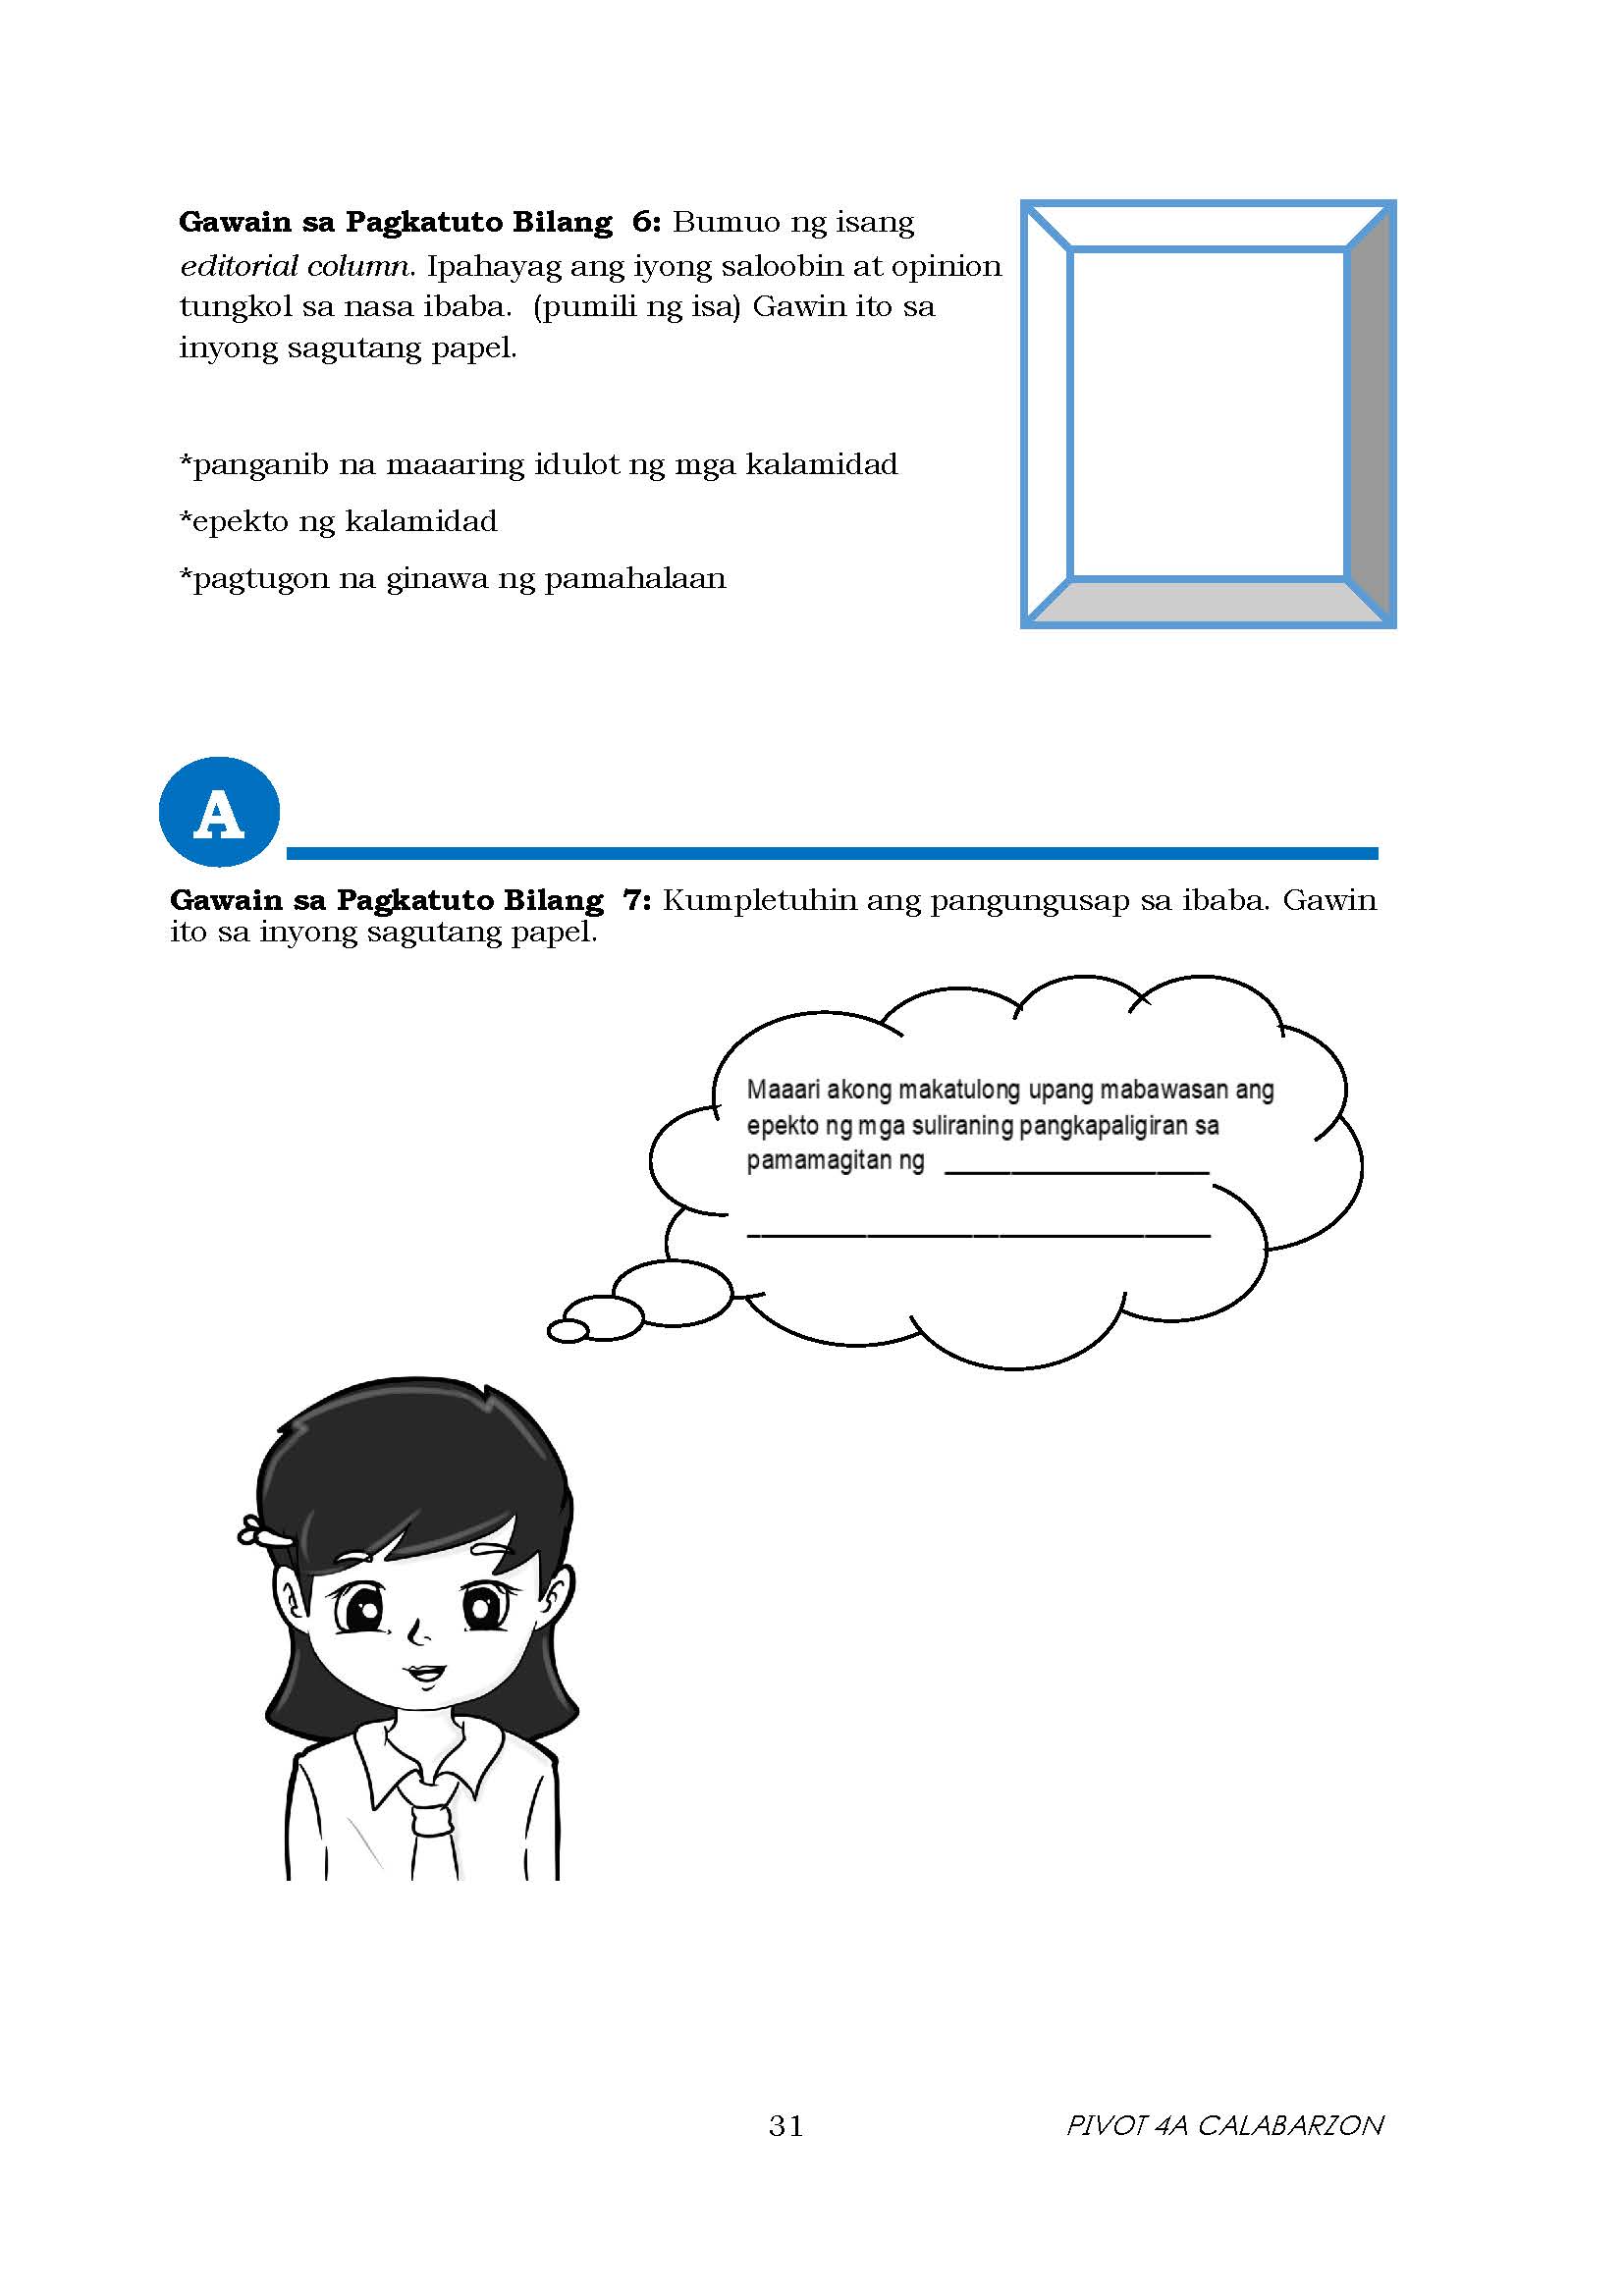 Gawain sa Pagkatuto Bilang 6: Bumuo ng isang
editorial column. Ipahayag ang iyong saloobin at opinion
tungkol sa nasa ibaba. (pumili ng isa) Gawin ito sa
inyong sagutang papel.
*panganib na maaaring idulot ng mga kalamidad
*epekto ng kalamidad
*pagtugon na ginawa ng pamahalaan
A
Gawain sa Pagkatuto Bilang 7: Kumpletuhin ang pangungusap sa ibaba. Gawin
ito sa inyong sagutang papel.
Maaari akong makatulong upang mabawasan ang
epekto ng mga suliraning pangkapaligiran sa
pamamagitan ng ____________________
___________________________________
31
PIVOT 4A CALABARZON